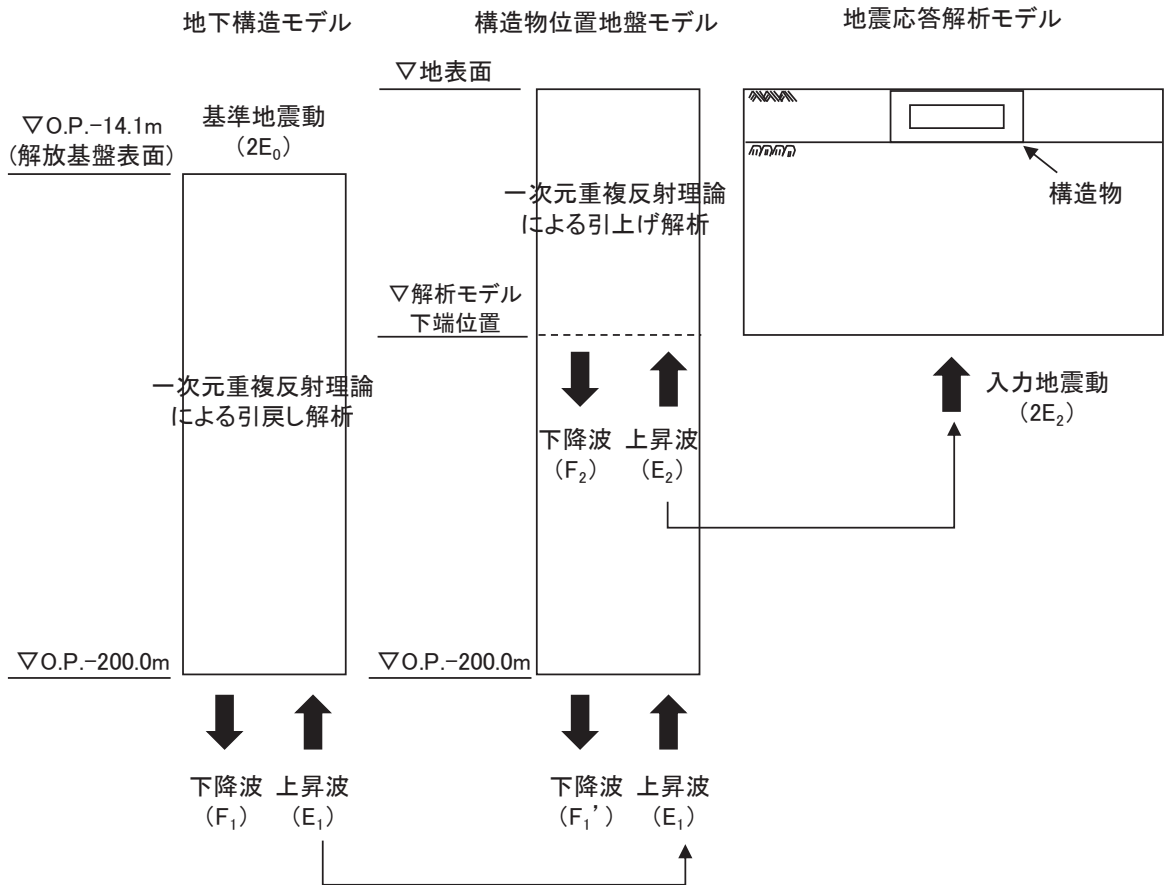 地下構造モデル
▽O.P.-14.1m
(解放基盤表面)
基準地震動
(2E₀)
一次元重複反射理論
による引戻し解析
▽O.P.-200.0m
下降波
(F₁)
上昇波
(E₁)
構造物位置地盤モデル
▽地表面
一次元重複反射理論
による引上げ解析
▽解析モデル
下端位置
下降波
(F₂)
上昇波
(E₂)
▽O.P.-200.0m
下降波
(F₁’)
上昇波
(E₁)
地震応答解析モデル
構造物
入力地震動
(2E₂)